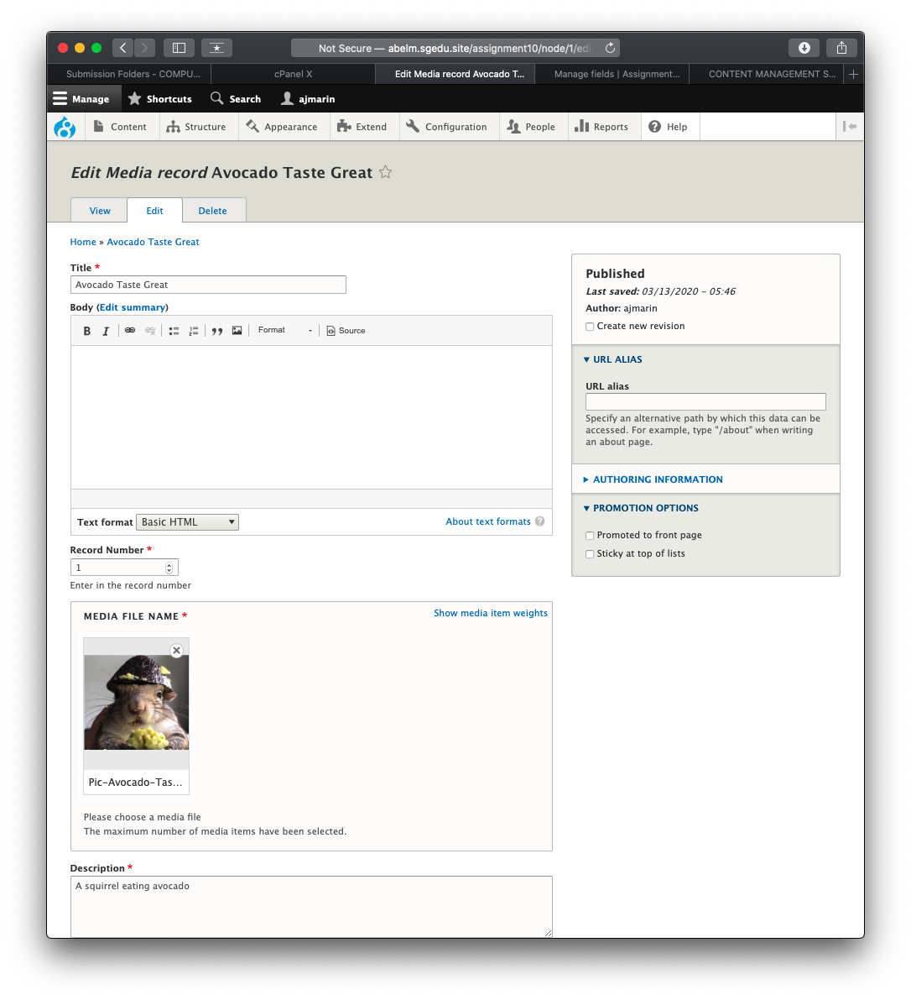 Not Secure — abelm.sgedu.site/assignment10/node/1/edi
Submission Folders - COMPU...
cPanel X
Edit Media record Avocado T...
Manage fields | Assignment...
CONTENT MANAGEMENT S...
Manage
Shortcuts
Search
ajmarin
Content
Structure
Appearance
Extend
Configuration
People
Reports
Help
Edit Media record Avocado Taste Great
View
Edit
Delete
Home » Avocado Taste Great
Title *
Avocado Taste Great
Body (Edit summary)
B I Format Source
Text format Basic HTML
About text formats ?
Record Number *
1
Enter in the record number
MEDIA FILE NAME *
Show media item weights
Pic-Avocado-Tas...
Please choose a media file
The maximum number of media items have been selected.
Description *
A squirrel eating avocado
Published
Last saved: 03/13/2020 - 05:46
Author: ajmarin
Create new revision
URL ALIAS
URL alias
Specify an alternative path by which this data can be
accessed. For example, type "/about" when writing
an about page.
AUTHORING INFORMATION
PROMOTION OPTIONS
Promoted to front page
Sticky at top of lists